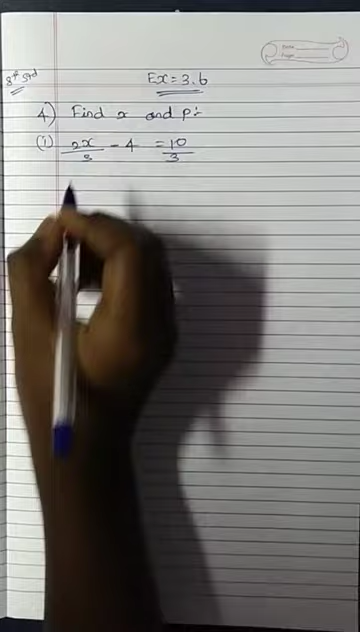 8th Std
Ex = 3.6
4) Find x and p:-
(i) 2x/3 - 4 = 10/3